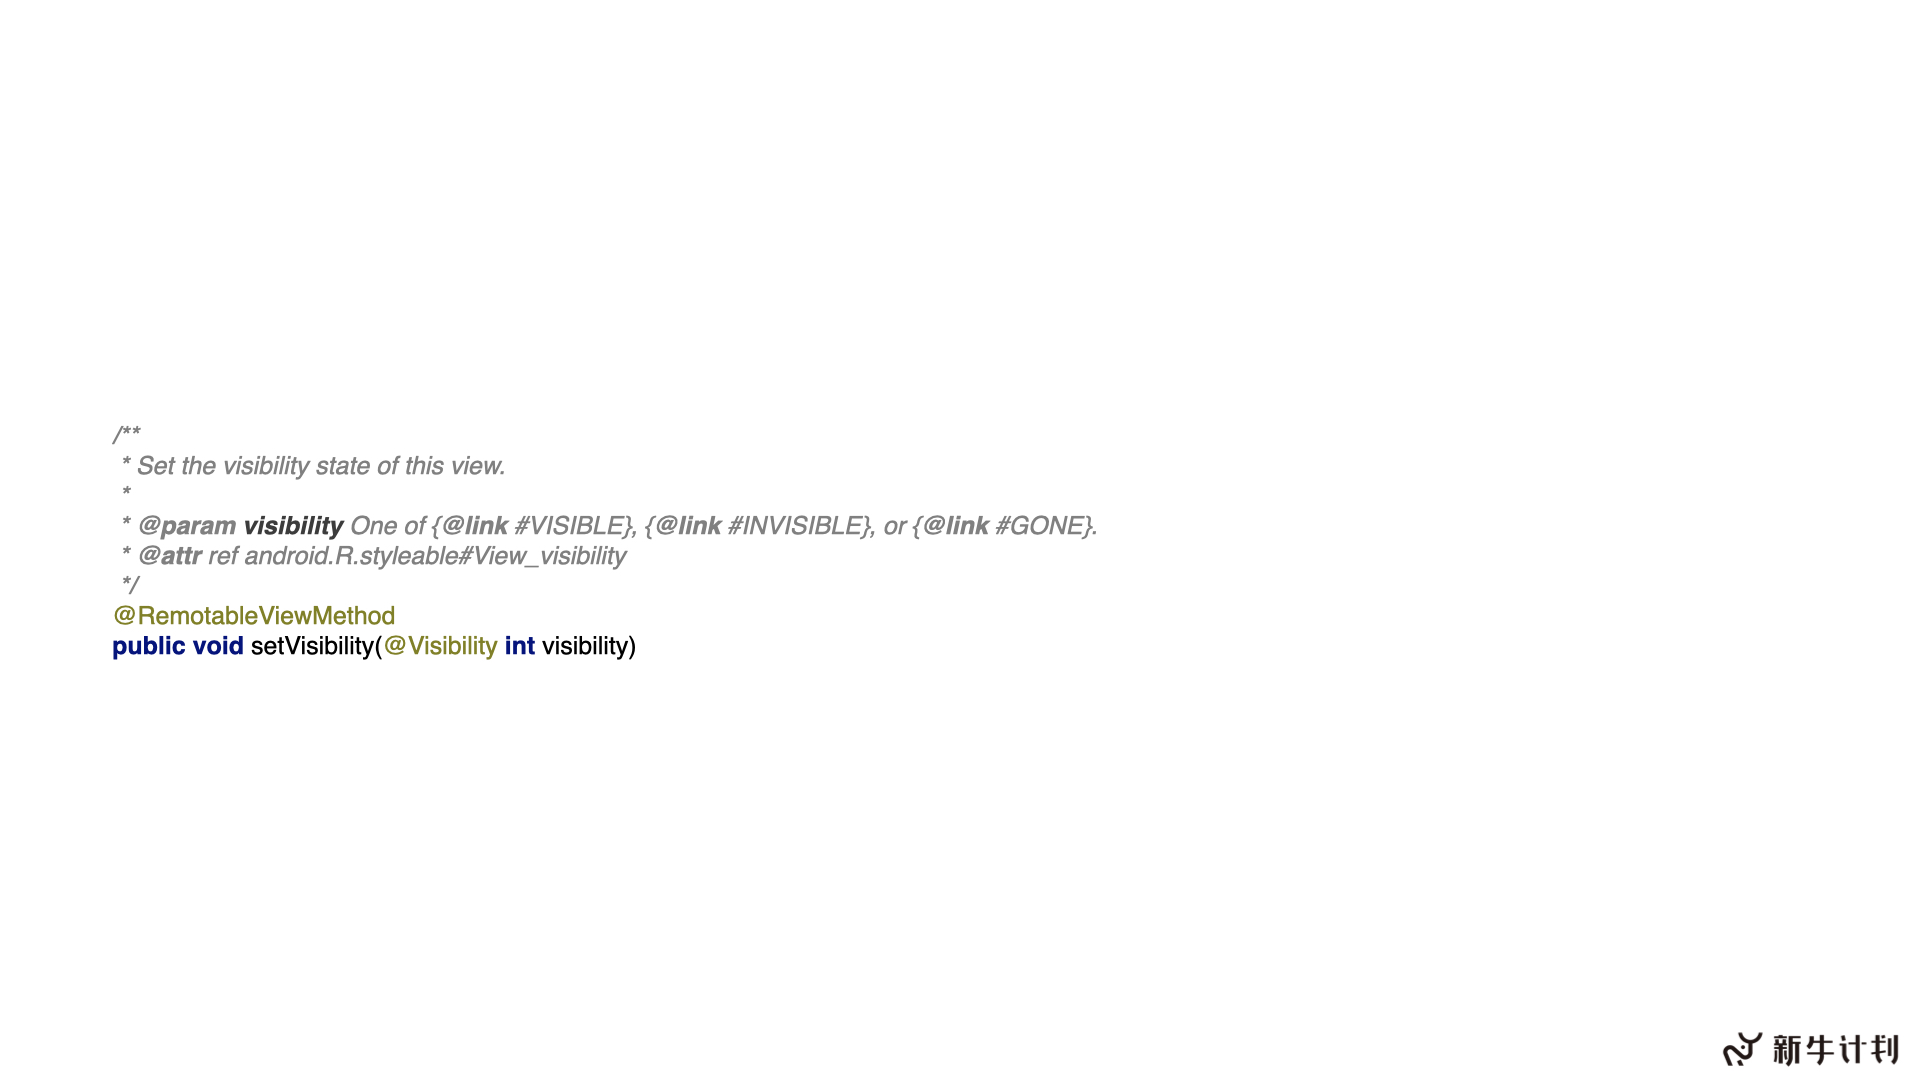 /**
 * Set the visibility state of this view.
 *
 * @param visibility One of {@link #VISIBLE}, {@link #INVISIBLE}, or {@link #GONE}.
 * @attr ref android.R.styleable#View_visibility
 */
@RemotableViewMethod
public void setVisibility(@Visibility int visibility)
新牛计划